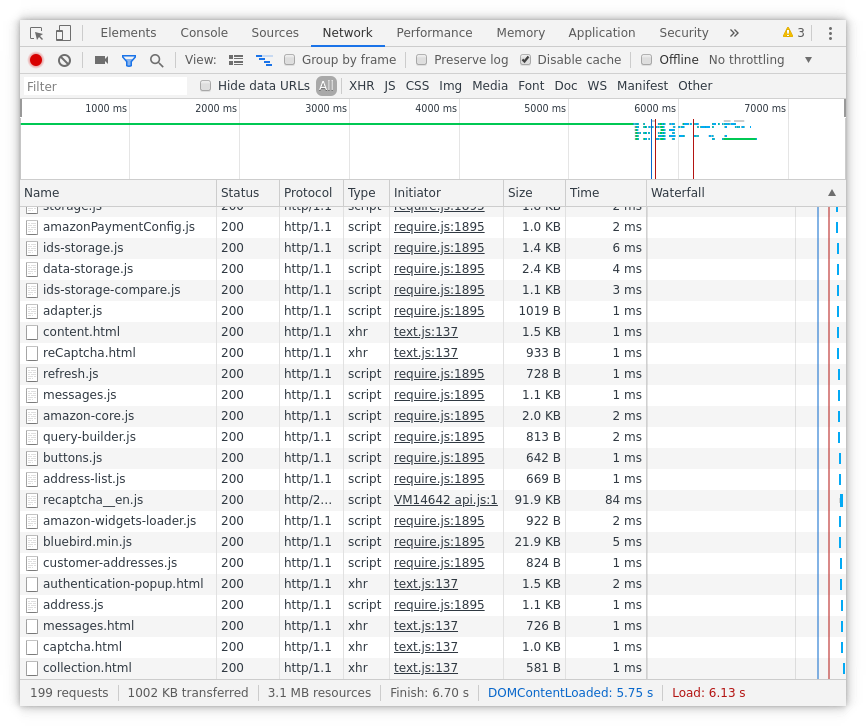 Elements Console Sources Network Performance Memory Application Security » 3
View: Group by frame Preserve log Disable cache Offline No throttling
Filter Hide data URLs All XHR JS CSS Img Media Font Doc WS Manifest Other
1000 ms 2000 ms 3000 ms 4000 ms 5000 ms 6000 ms 7000 ms
Name Status Protocol Type Initiator Size Time Waterfall
storage.js 200 http/1.1 script require.js:1895 1.8 KB 2 ms
amazonPaymentConfig.js 200 http/1.1 script require.js:1895 1.0 KB 2 ms
ids-storage.js 200 http/1.1 script require.js:1895 1.4 KB 6 ms
data-storage.js 200 http/1.1 script require.js:1895 2.4 KB 4 ms
ids-storage-compare.js 200 http/1.1 script require.js:1895 1.1 KB 3 ms
adapter.js 200 http/1.1 script require.js:1895 1019 B 1 ms
content.html 200 http/1.1 xhr text.js:137 1.5 KB 1 ms
reCaptcha.html 200 http/1.1 xhr text.js:137 933 B 1 ms
refresh.js 200 http/1.1 script require.js:1895 728 B 1 ms
messages.js 200 http/1.1 script require.js:1895 1.1 KB 1 ms
amazon-core.js 200 http/1.1 script require.js:1895 2.0 KB 2 ms
query-builder.js 200 http/1.1 script require.js:1895 813 B 2 ms
buttons.js 200 http/1.1 script require.js:1895 642 B 1 ms
address-list.js 200 http/1.1 script require.js:1895 669 B 1 ms
recaptcha__en.js 200 http/2… script VM14642 api.js:1 91.9 KB 84 ms
amazon-widgets-loader.js 200 http/1.1 script require.js:1895 922 B 2 ms
bluebird.min.js 200 http/1.1 script require.js:1895 21.9 KB 5 ms
customer-addresses.js 200 http/1.1 script require.js:1895 824 B 1 ms
authentication-popup.html 200 http/1.1 xhr text.js:137 1.5 KB 2 ms
address.js 200 http/1.1 script require.js:1895 1.1 KB 1 ms
messages.html 200 http/1.1 xhr text.js:137 726 B 1 ms
captcha.html 200 http/1.1 xhr text.js:137 1.0 KB 1 ms
collection.html 200 http/1.1 xhr text.js:137 581 B 1 ms
199 requests 1002 KB transferred 3.1 MB resources Finish: 6.70 s DOMContentLoaded: 5.75 s Load: 6.13 s